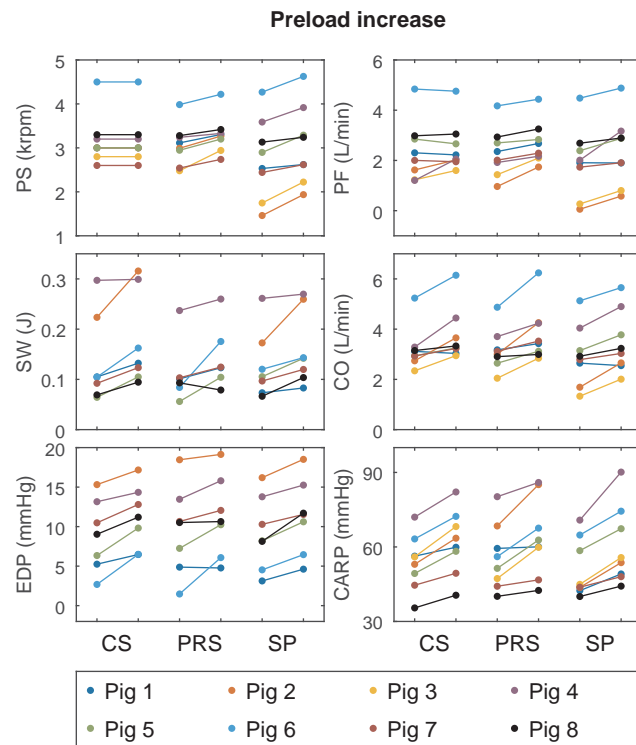 Preload increase
PS (krpm)
5
4
3
2
1
PF (L/min)
6
4
2
0
SW (J)
0.3
0.2
0.1
0
CO (L/min)
6
4
2
0
EDP (mmHg)
20
15
10
5
0
CARP (mmHg)
90
60
30
CS PRS SP
CS PRS SP
Pig 1 Pig 2 Pig 3 Pig 4
Pig 5 Pig 6 Pig 7 Pig 8